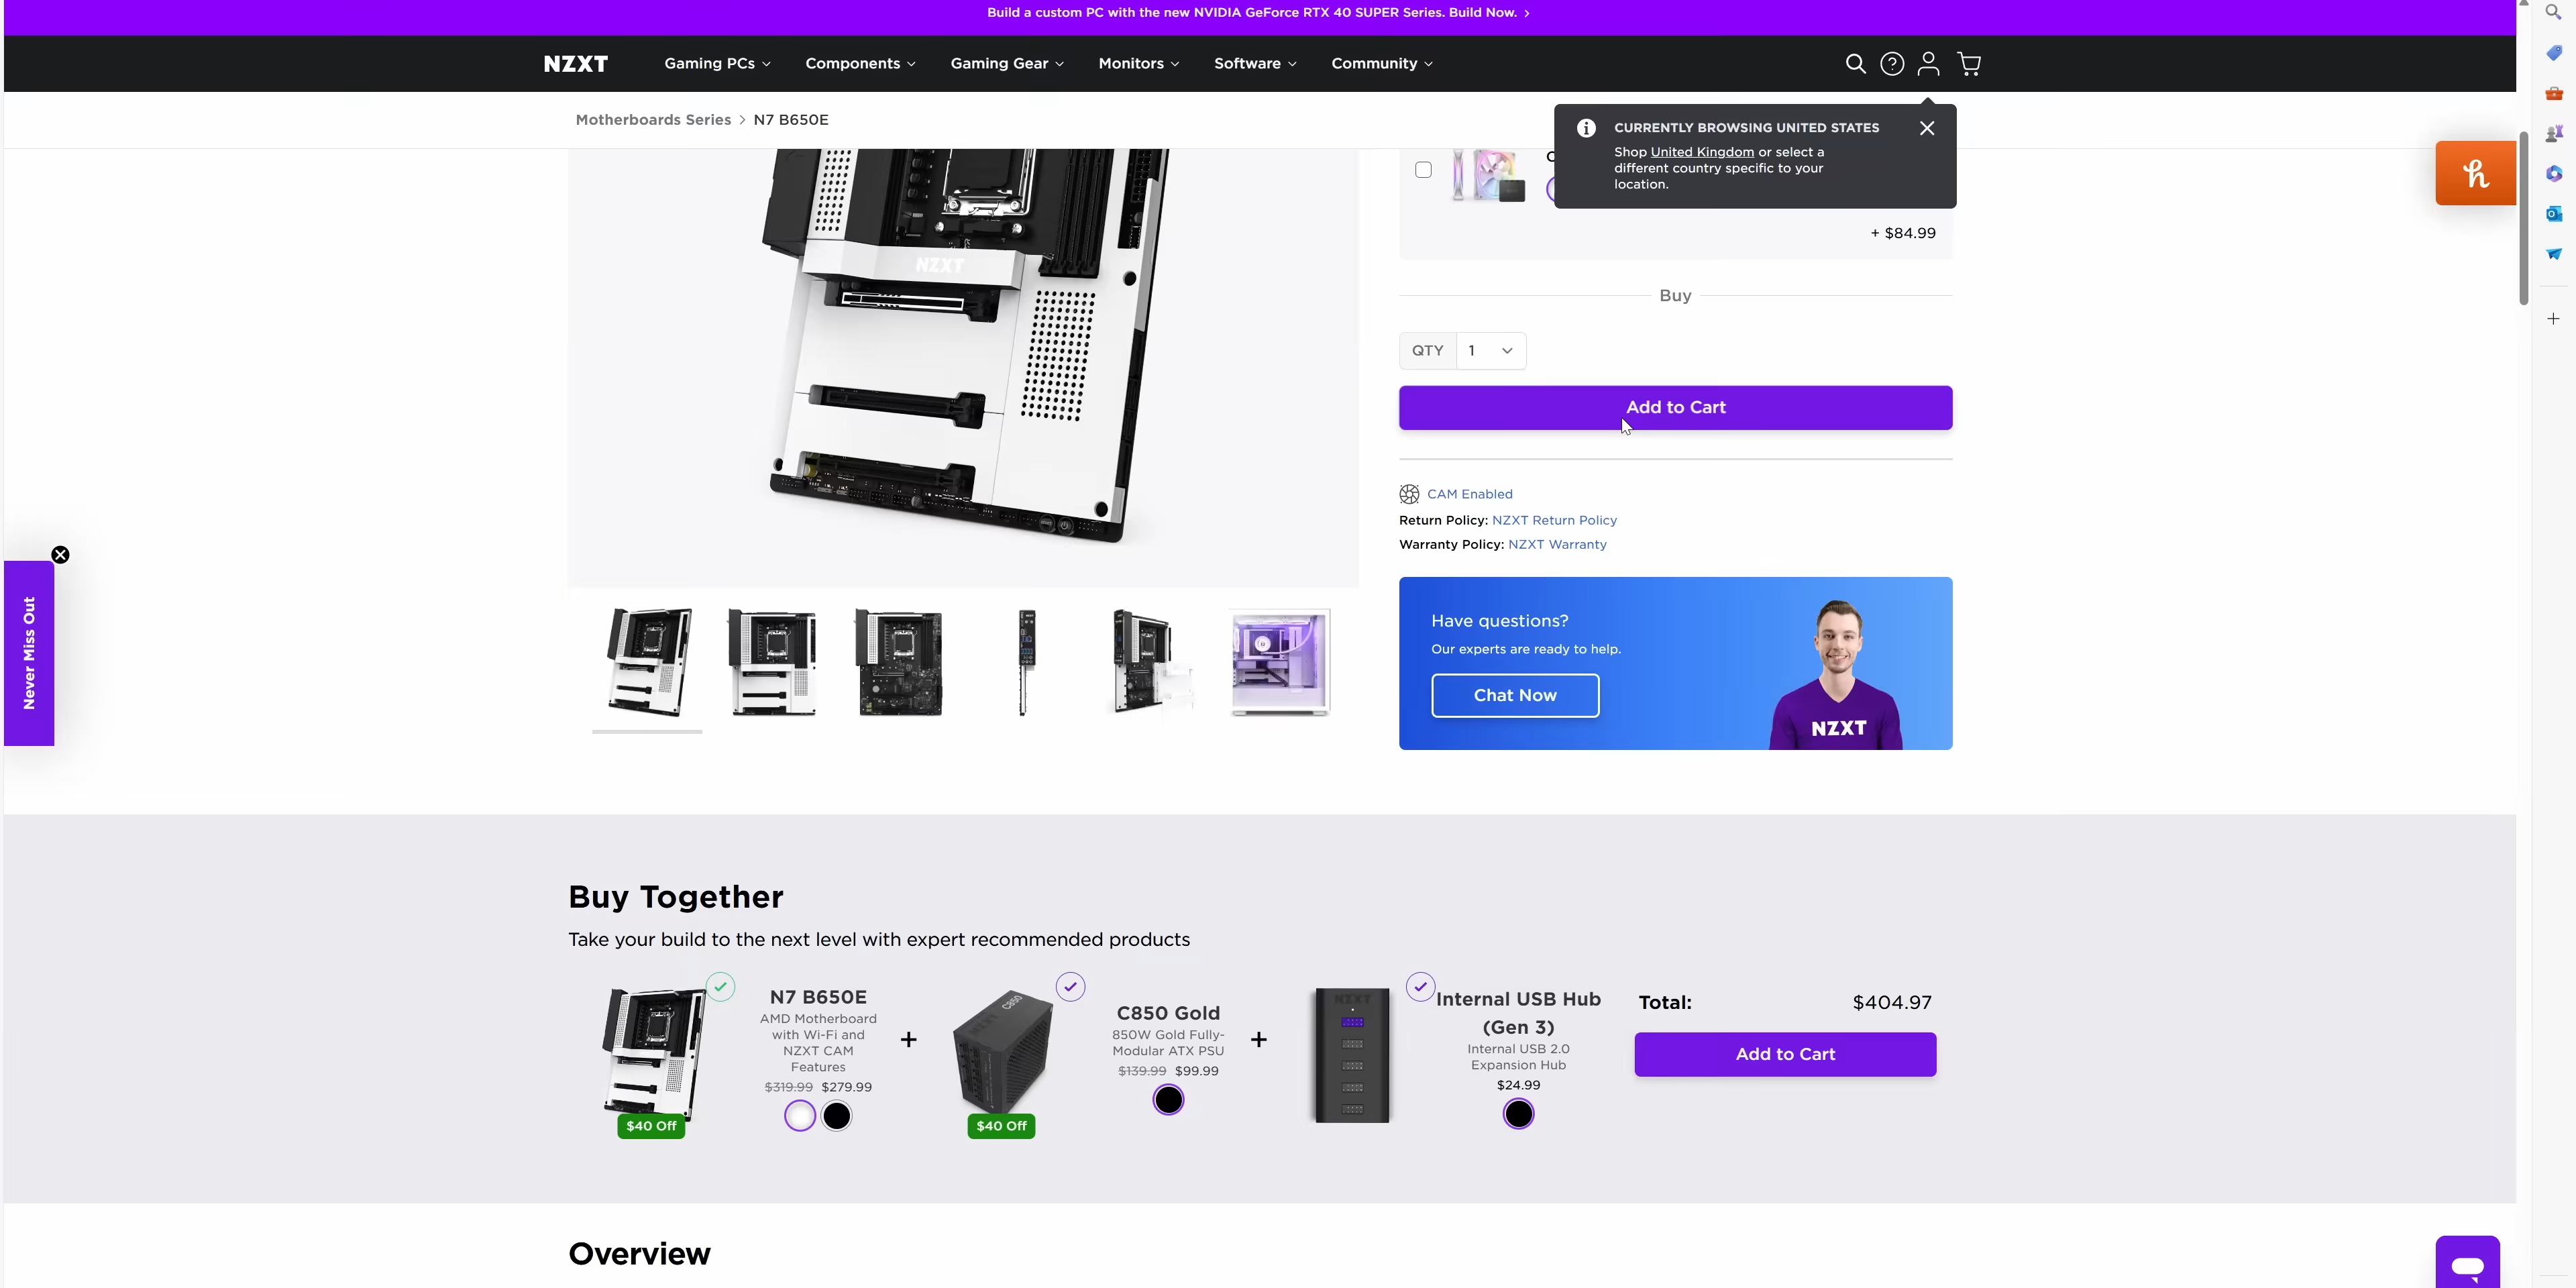 Build a custom PC with the new NVIDIA GeForce RTX 40 SUPER Series. Build Now.
NZXT
Gaming PCs
Components
Gaming Gear
Monitors
Software
Community
Motherboards Series > N7 B650E
CURRENTLY BROWSING UNITED STATES
Shop United Kingdom or select a
different country specific to your
location.
+ $84.99
NZXT
Buy
QTY 1
Add to Cart
CAM Enabled
Return Policy: NZXT Return Policy
Warranty Policy: NZXT Warranty
Have questions?
Our experts are ready to help.
Chat Now
NZXT
Never Miss Out
Buy Together
Take your build to the next level with expert recommended products
N7 B650E
AMD Motherboard
with Wi-Fi and
NZXT CAM
Features
$319.99 $279.99
$40 Off
+
C850
C850 Gold
850W Gold Fully-
Modular ATX PSU
$139.99 $99.99
$40 Off
+
NZXT
Internal USB Hub
(Gen 3)
Internal USB 2.0
Expansion Hub
$24.99
Total: $404.97
Add to Cart
Overview